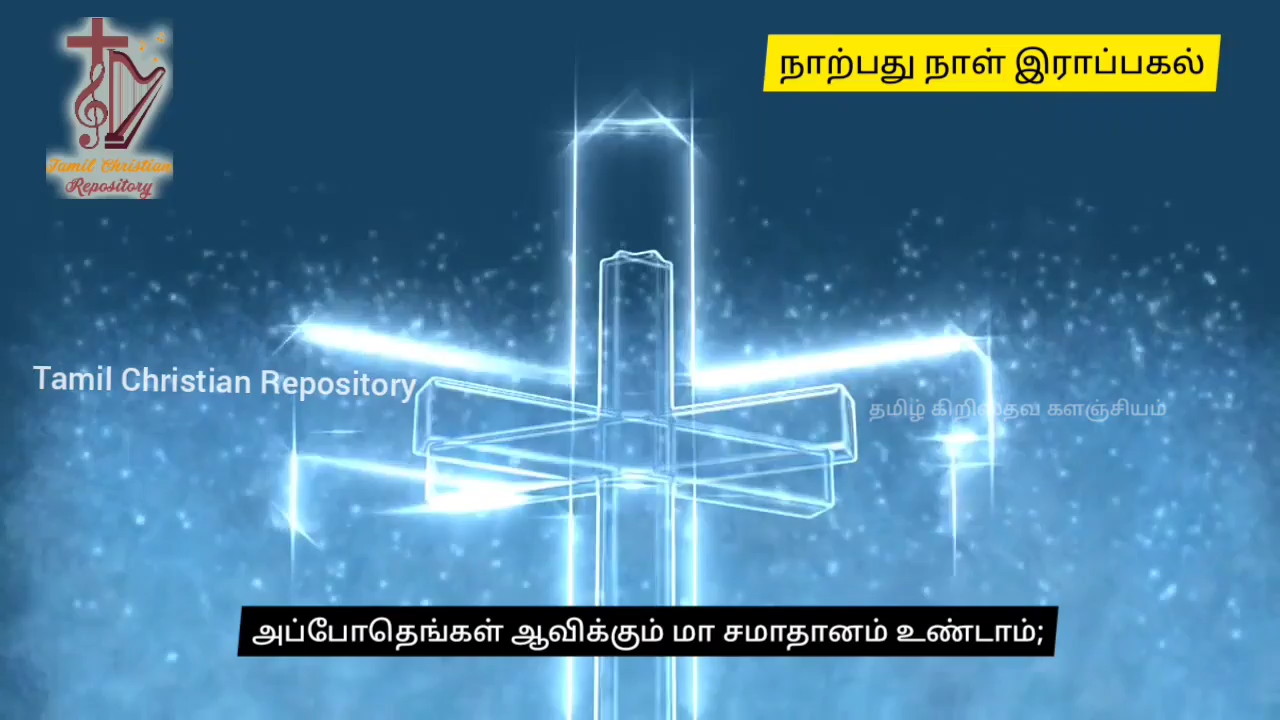 நாற்பது நாள் இராப்பகல்
Tamil Christian
Repository
Tamil Christian Repository
தமிழ் கிறிஸ்தவ களஞ்சியம்
அப்போதெங்கள் ஆவிக்கும் மா சமாதானம் உண்டாம்;